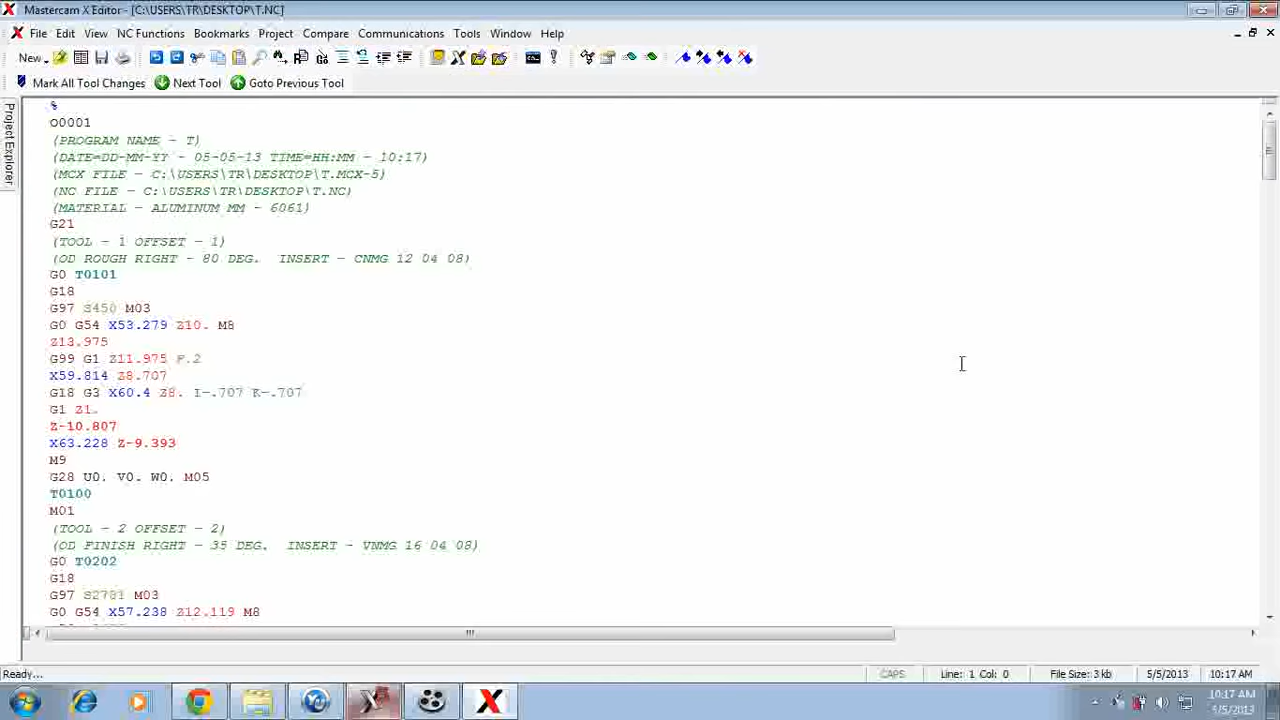 Mastercam X Editor - [C:\USERS\TR\DESKTOP\T.NC]
File Edit View NC Functions Bookmarks Project Compare Communications Tools Window Help
New
Mark All Tool Changes Next Tool Goto Previous Tool
Project Explorer
%
O0001
(PROGRAM NAME - T)
(DATE=DD-MM-YY - 05-05-13 TIME=HH:MM - 10:17)
(MCX FILE - C:\USERS\TR\DESKTOP\T.MCX-5)
(NC FILE - C:\USERS\TR\DESKTOP\T.NC)
(MATERIAL - ALUMINUM MM - 6061)
G21
(TOOL - 1 OFFSET - 1)
(OD ROUGH RIGHT - 80 DEG. INSERT - CNMG 12 04 08)
G0 T0101
G18
G97 S450 M03
G0 G54 X53.279 Z10. M8
Z13.975
G99 G1 Z11.975 F.2
X59.814 Z8.707
G18 G3 X60.4 Z8. I-.707 K-.707
G1 Z1.
Z-10.807
X63.228 Z-9.393
M9
G28 U0. V0. W0. M05
T0100
M01
(TOOL - 2 OFFSET - 2)
(OD FINISH RIGHT - 35 DEG. INSERT - VNMG 16 04 08)
G0 T0202
G18
G97 S2781 M03
G0 G54 X57.238 Z12.119 M8
Ready... CAPS Line: 1 Col: 0 File Size: 3 kb 5/5/2013 10:17 AM
10:17 AM
5/5/2013